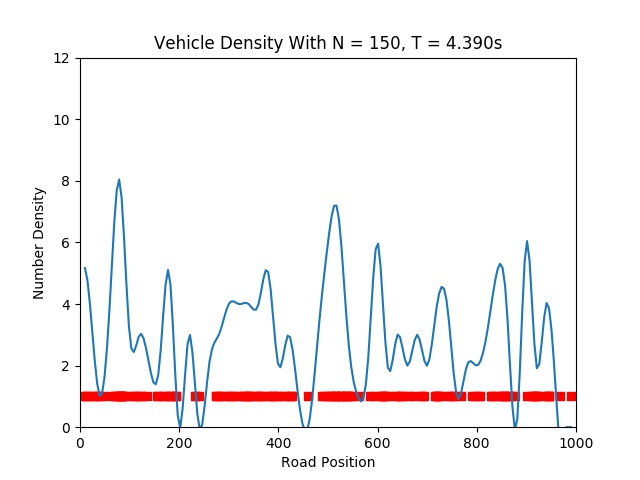 Vehicle Density With N = 150, T = 4.390s
12
10
8
6
4
2
0
Number Density
0 200 400 600 800 1000
Road Position